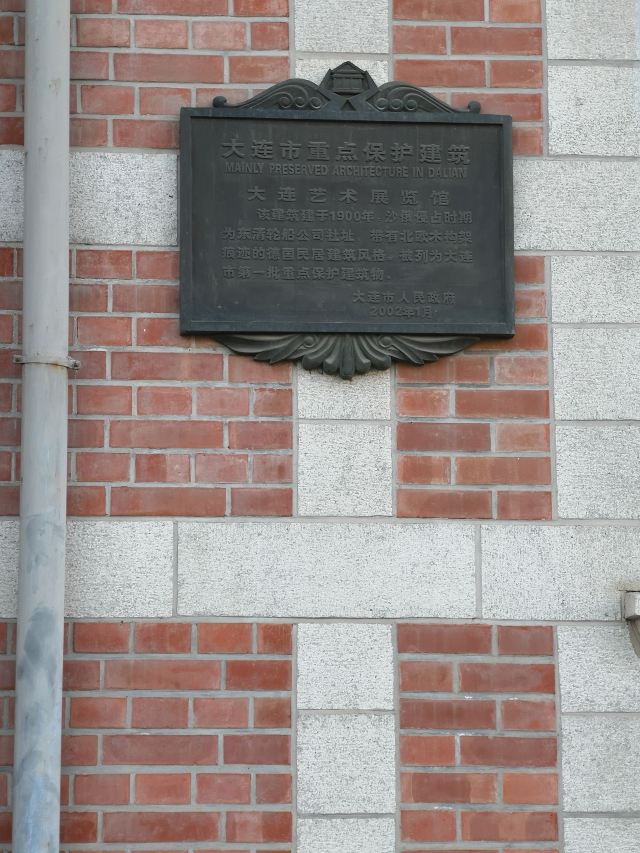 大连市重点保护建筑
MAINLY PRESERVED ARCHITECTURE IN DALIAN
大连艺术展览馆
该建筑建于1900年。沙俄侵占时期
为东清轮船公司社址。带有北欧木构架
痕迹的德国民居建筑风格。被列为大连
市第一批重点保护建筑物。
大连市人民政府
2002年1月